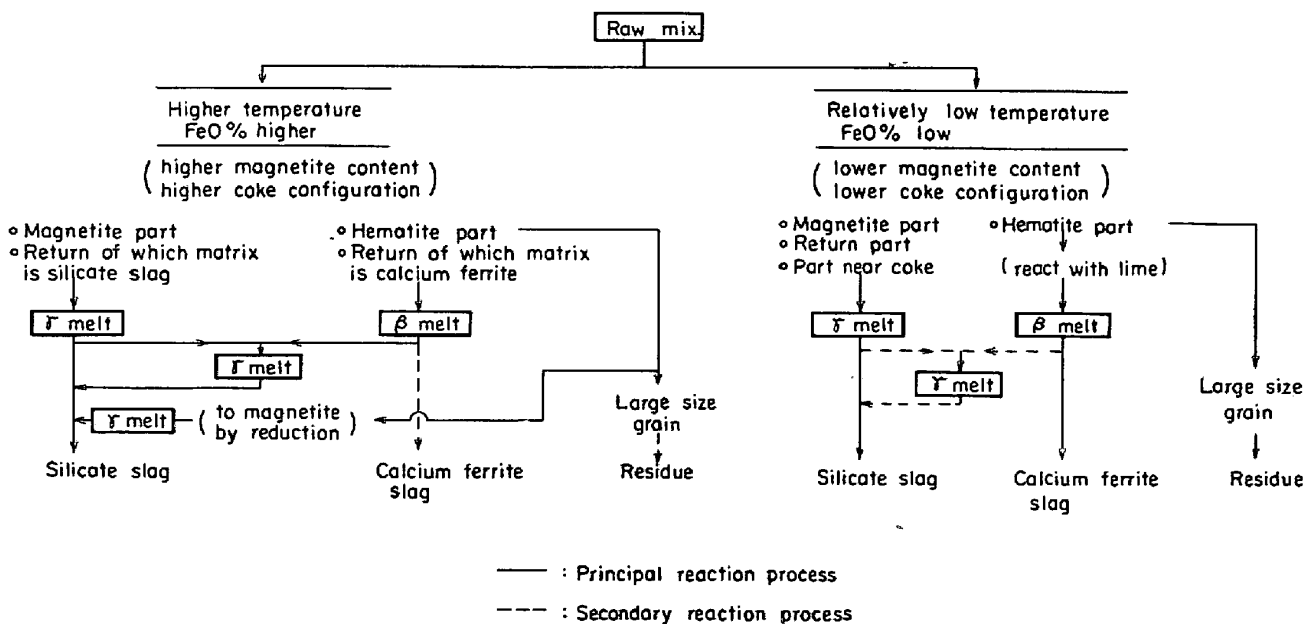 Raw mix.
Higher temperature
FeO% higher
(higher magnetite content
higher coke configuration)
Magnetite part
Return of which matrix
is silicate slag
Hematite part
Return of which matrix
is calcium ferrite
γ melt
β melt
γ melt
γ melt
(to magnetite
by reduction)
Large size
grain
Silicate slag
Calcium ferrite
slag
Residue
Relatively low temperature
FeO% low
(lower magnetite content
lower coke configuration)
Magnetite part
Return part
Part near coke
Hematite part
(react with lime)
γ melt
β melt
γ melt
Large size
grain
Silicate slag
Calcium ferrite
slag
Residue
: Principal reaction process
: Secondary reaction process